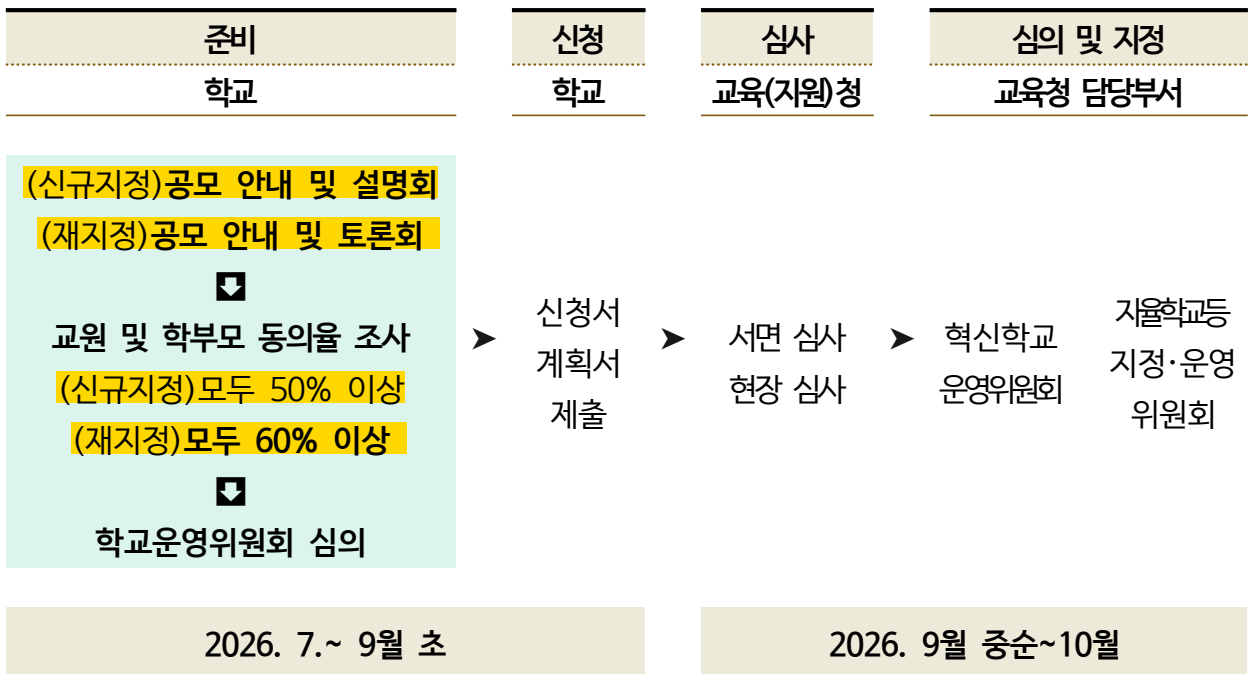 준비
학교
신청
학교
심사
교육(지원)청
심의 및 지정
교육청 담당부서
(신규지정)공모 안내 및 설명회
(재지정)공모 안내 및 토론회
교원 및 학부모 동의율 조사
(신규지정)모두 50% 이상
(재지정)모두 60% 이상
학교운영위원회 심의
신청서
계획서
제출
서면 심사
현장 심사
혁신학교
운영위원회
자율학교등
지정·운영
위원회
2026. 7.~ 9월 초
2026. 9월 중순~10월